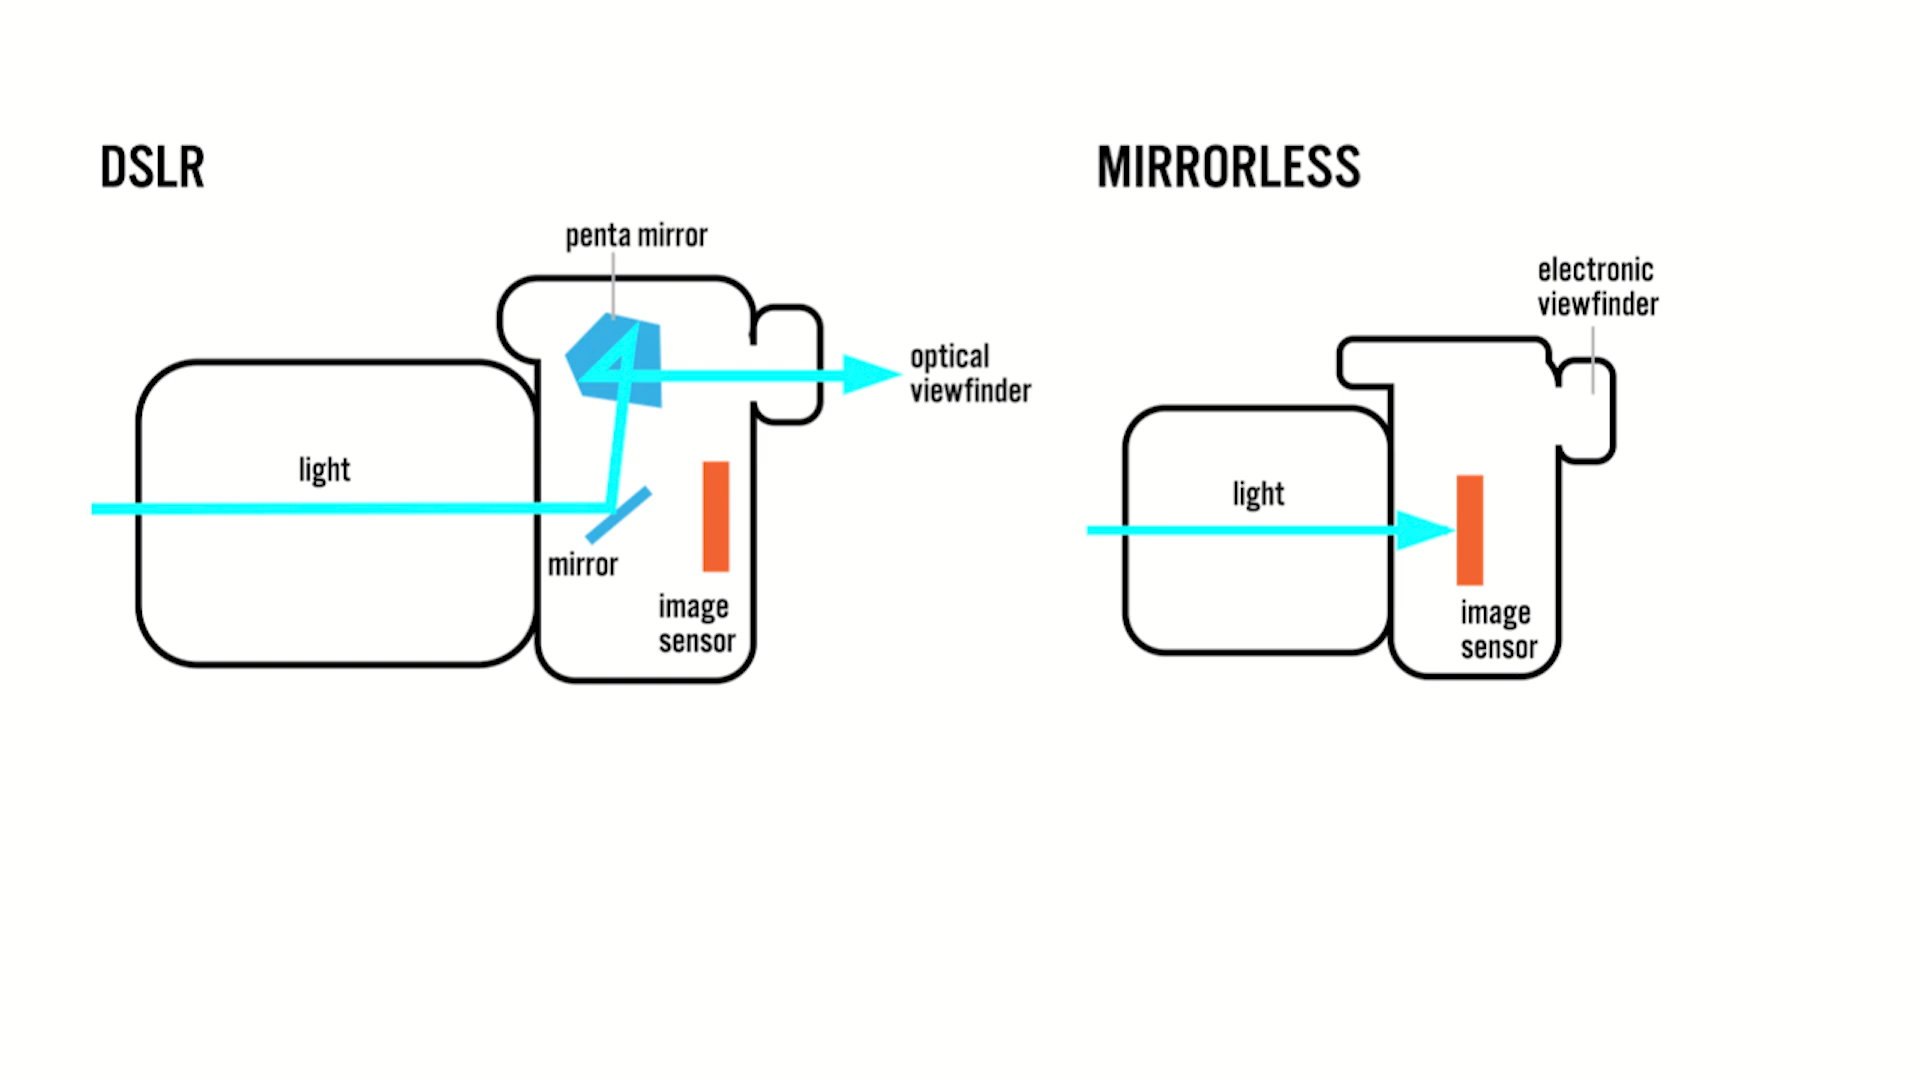 DSLR
penta mirror
optical
viewfinder
light
mirror
image
sensor
MIRRORLESS
electronic
viewfinder
light
image
sensor